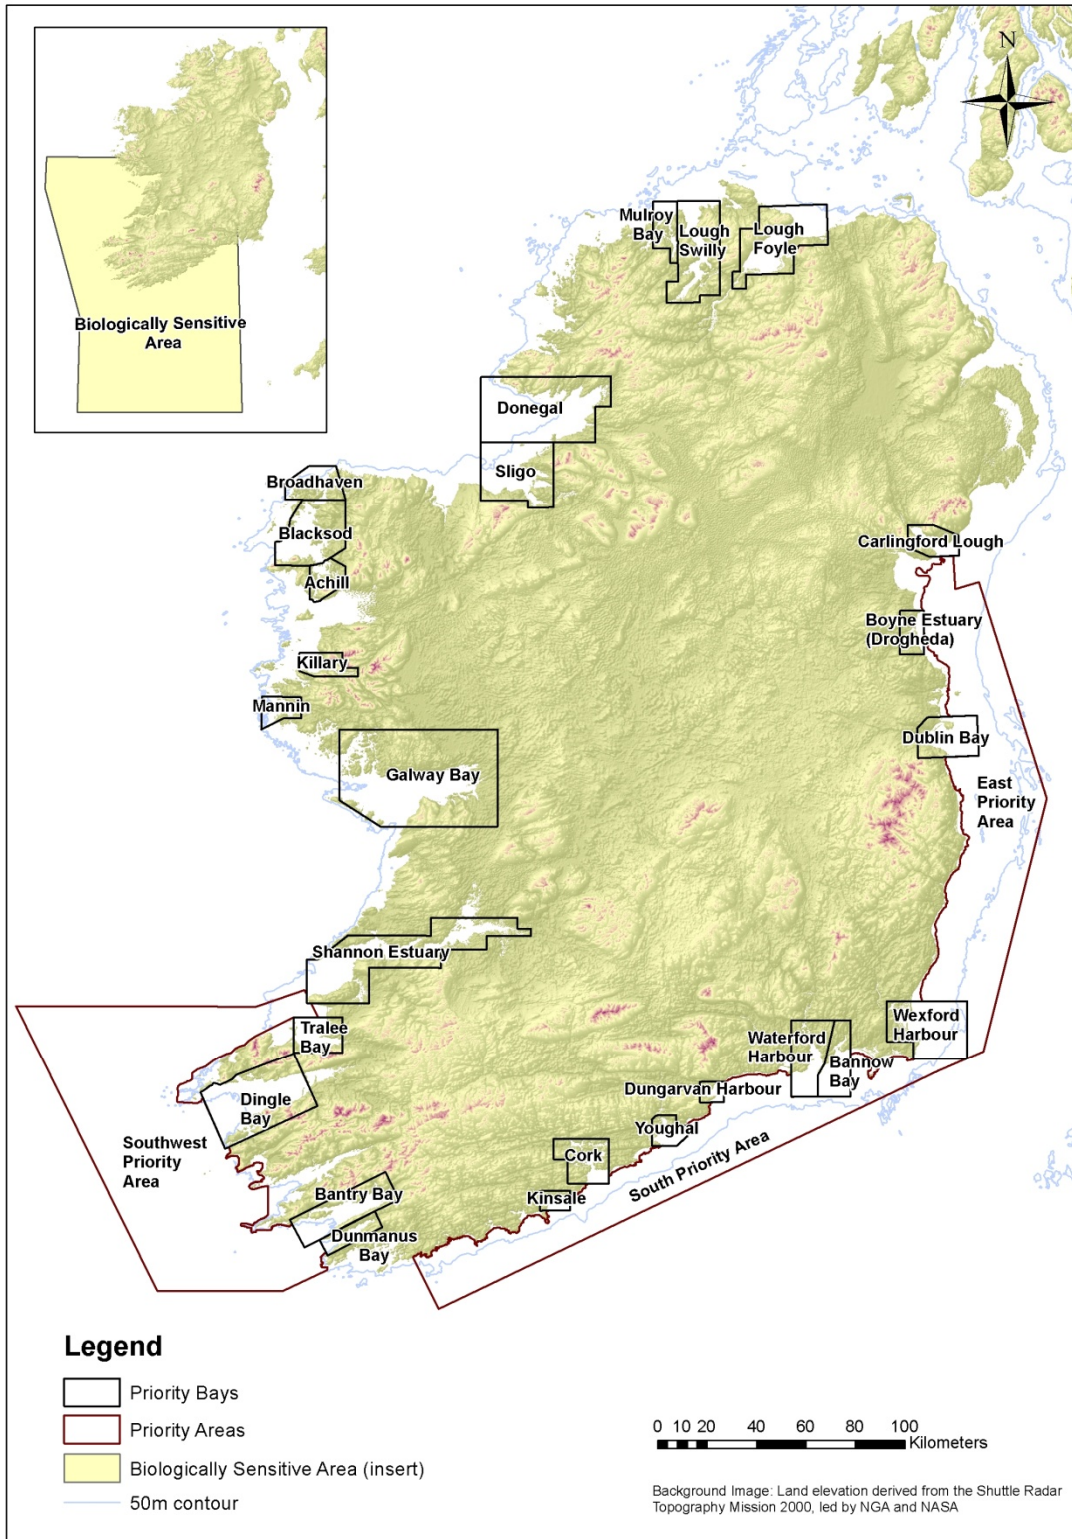 N
Biologically Sensitive
Area
Mulroy
Bay
Lough
Swilly
Lough
Foyle
Donegal
Sligo
Broadhaven
Blacksod
Achill
Carlingford Lough
Boyne Estuary
(Drogheda)
Killary
Mannin
Dublin Bay
Galway Bay
East
Priority
Area
Shannon Estuary
Tralee
Bay
Wexford
Harbour
Waterford
Harbour
Bannow
Bay
Dingle
Bay
Dungarvan Harbour
Youghal
Southwest
Priority
Area
Cork
South Priority Area
Bantry Bay
Kinsale
Dunmanus
Bay
Legend
Priority Bays
Priority Areas
Biologically Sensitive Area (insert)
50m contour
0 10 20 40 60 80 100
Kilometers
Background Image: Land elevation derived from the Shuttle Radar
Topography Mission 2000, led by NGA and NASA